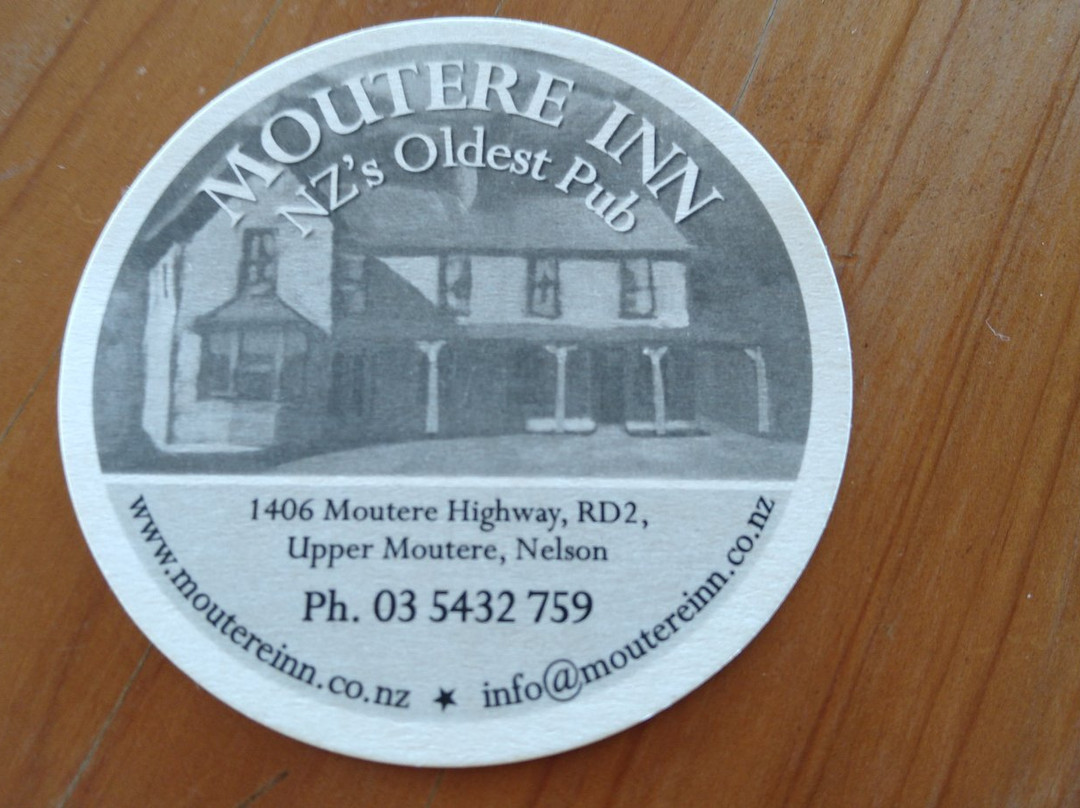 MOUTERE INN
NZ's Oldest Pub
1406 Moutere Highway, RD2,
Upper Moutere, Nelson
Ph. 03 5432 759
www.moutereinn.co.nz ★ info@moutereinn.co.nz